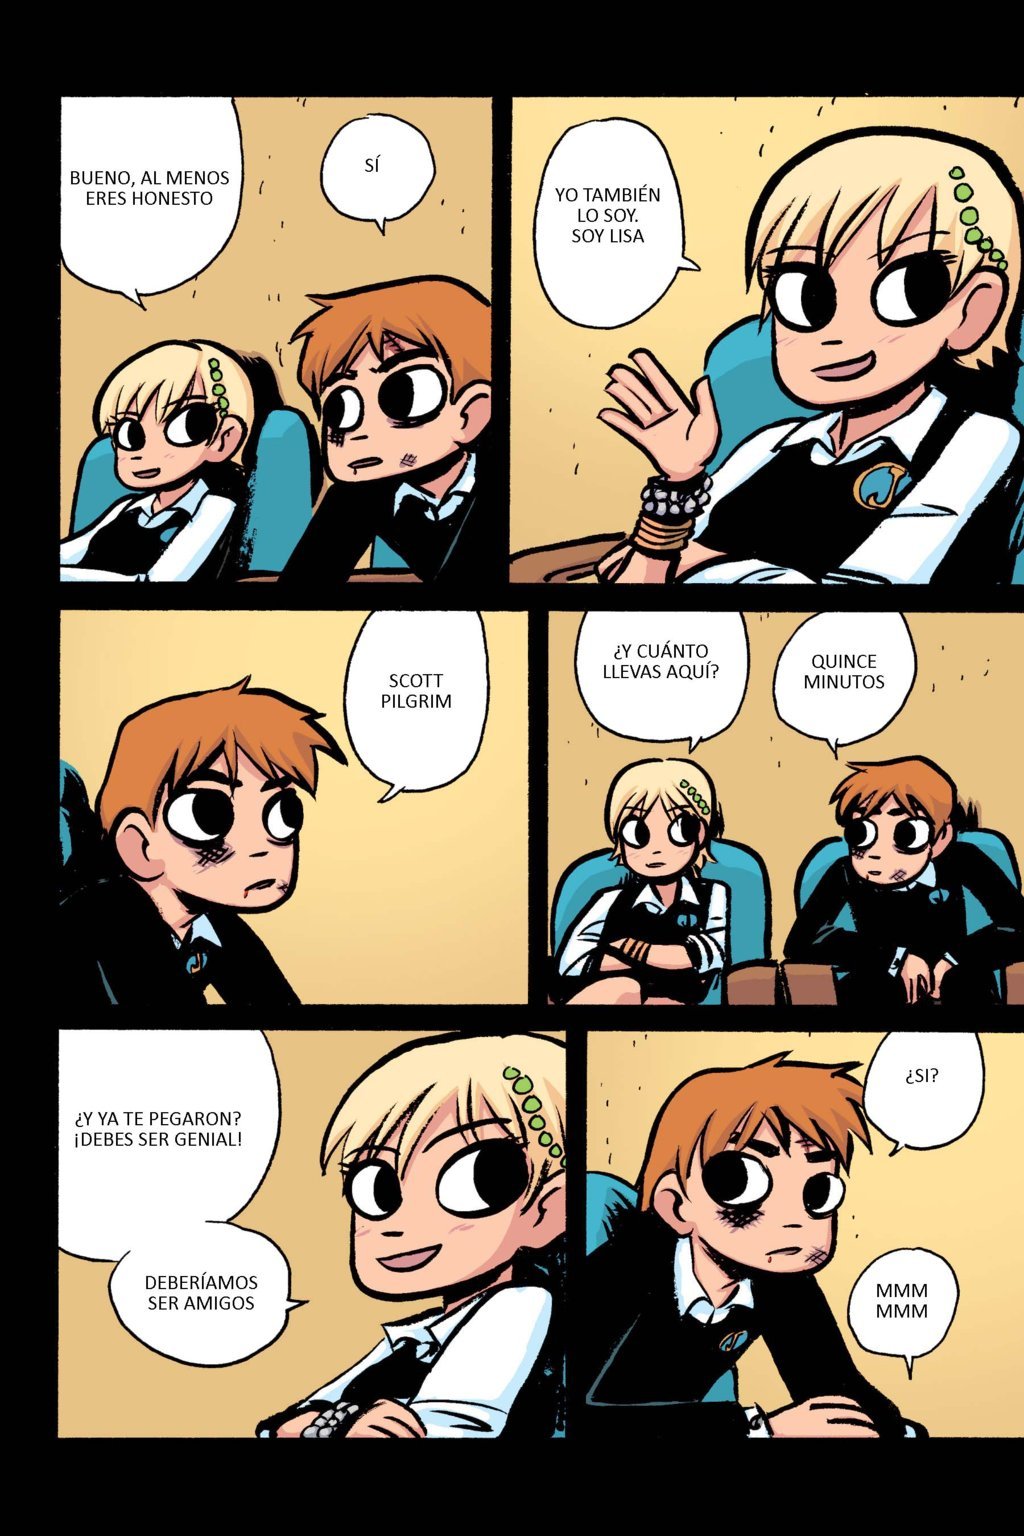 BUENO, AL MENOS
ERES HONESTO
SÍ
YO TAMBIÉN
LO SOY.
SOY LISA
SCOTT
PILGRIM
¿Y CUÁNTO
LLEVAS AQUÍ?
QUINCE
MINUTOS
¿Y YA TE PEGARON?
¡DEBES SER GENIAL!
DEBERÍAMOS
SER AMIGOS
¿SI?
MMM
MMM